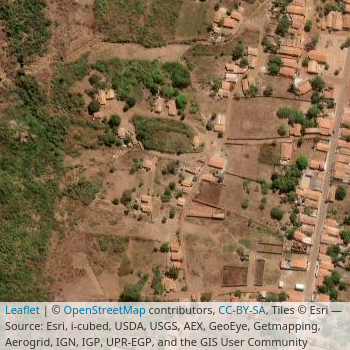 Leaflet | © OpenStreetMap contributors, CC-BY-SA, Tiles © Esri —
Source: Esri, i-cubed, USDA, USGS, AEX, GeoEye, Getmapping,
Aerogrid, IGN, IGP, UPR-EGP, and the GIS User Community